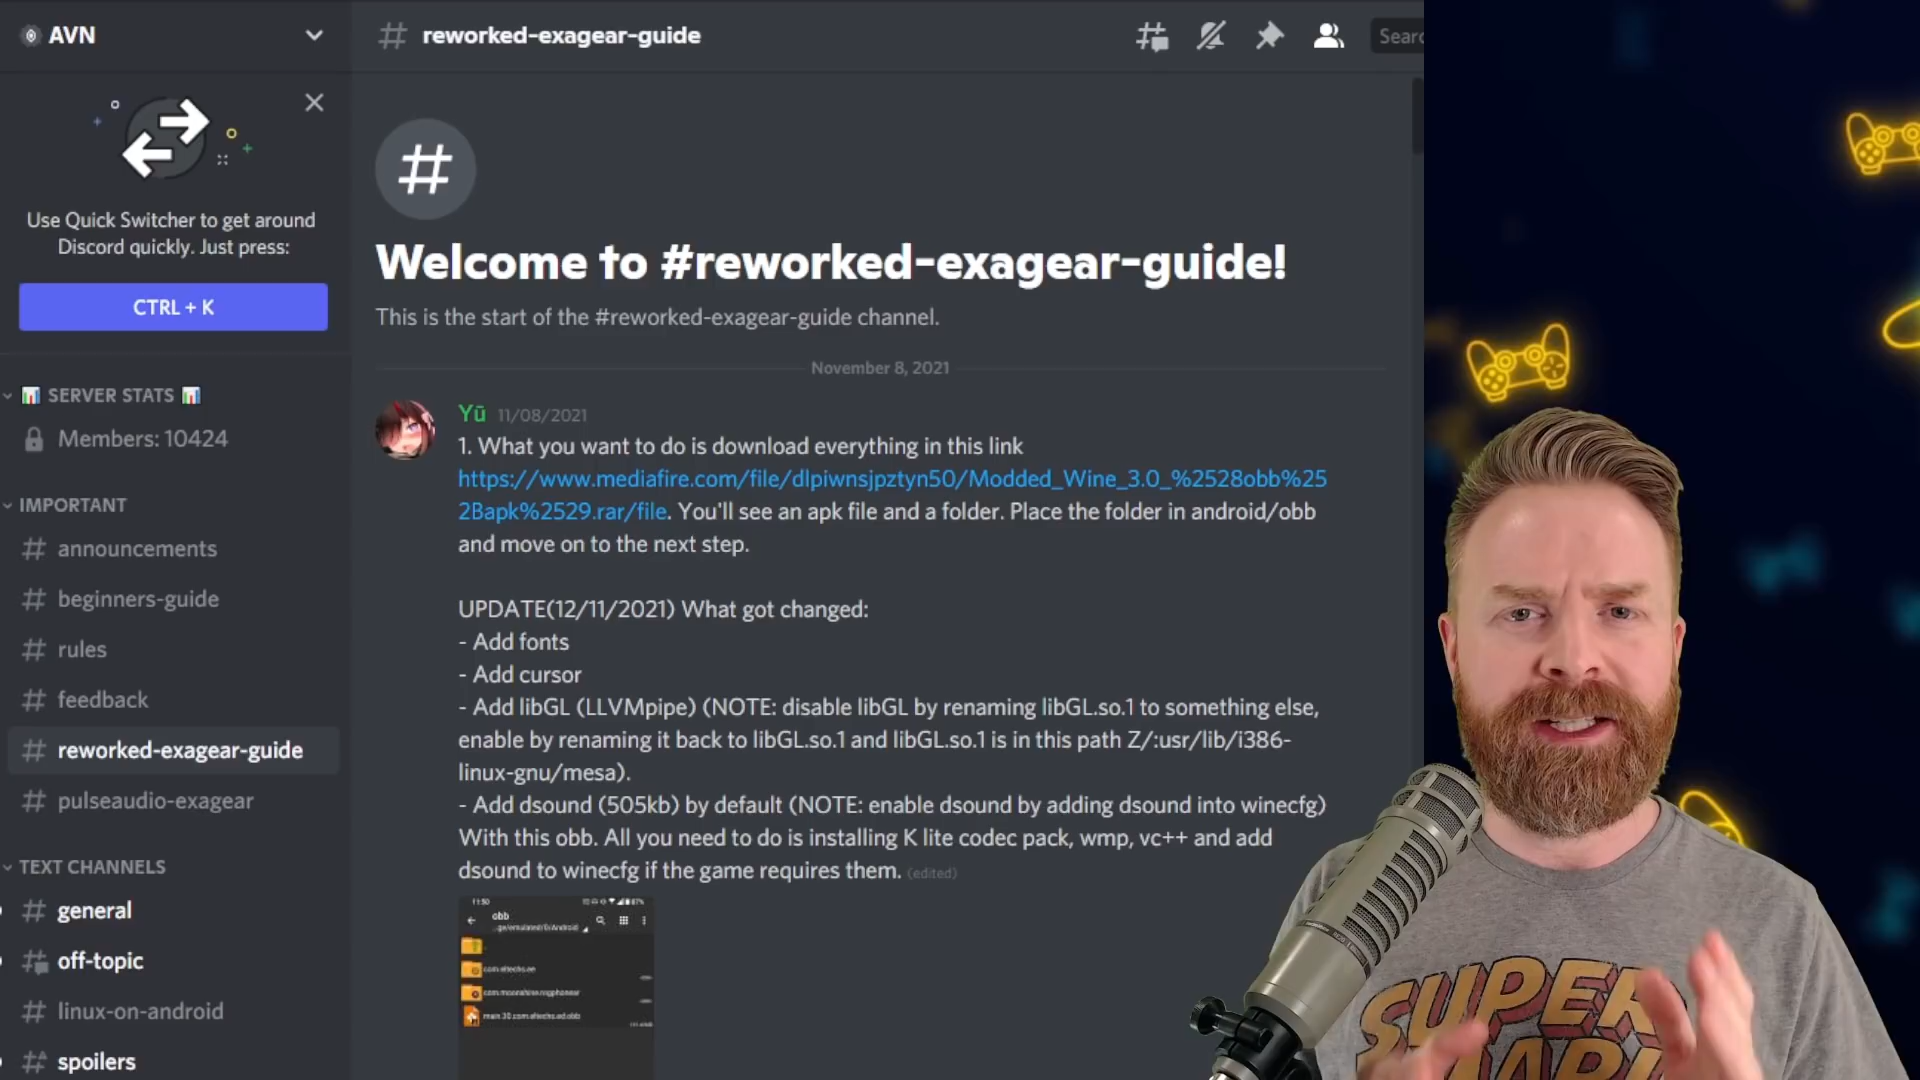 AVN
Use Quick Switcher to get around
Discord quickly. Just press:
CTRL + K
SERVER STATS
Members: 10424
IMPORTANT
announcements
beginners-guide
rules
feedback
reworked-exagear-guide
pulseaudio-exagear
TEXT CHANNELS
general
off-topic
linux-on-android
spoilers
# reworked-exagear-guide
Searc
#
Welcome to #reworked-exagear-guide!
This is the start of the #reworked-exagear-guide channel.
November 8, 2021
Yū 11/08/2021
1. What you want to do is download everything in this link
https://www.mediafire.com/file/dlpiwnsjpztyn50/Modded_Wine_3.0_%2528obb%25
2Bapk%2529.rar/file. You'll see an apk file and a folder. Place the folder in android/obb
and move on to the next step.
UPDATE(12/11/2021) What got changed:
- Add fonts
- Add cursor
- Add libGL (LLVMpipe) (NOTE: disable libGL by renaming libGL.so.1 to something else,
enable by renaming it back to libGL.so.1 and libGL.so.1 is in this path Z/:usr/lib/i386-
linux-gnu/mesa).
- Add dsound (505kb) by default (NOTE: enable dsound by adding dsound into winecfg)
With this obb. All you need to do is installing K lite codec pack, wmp, vc++ and add
dsound to winecfg if the game requires them. (edited)
11:50
obb
SUPER
MARI